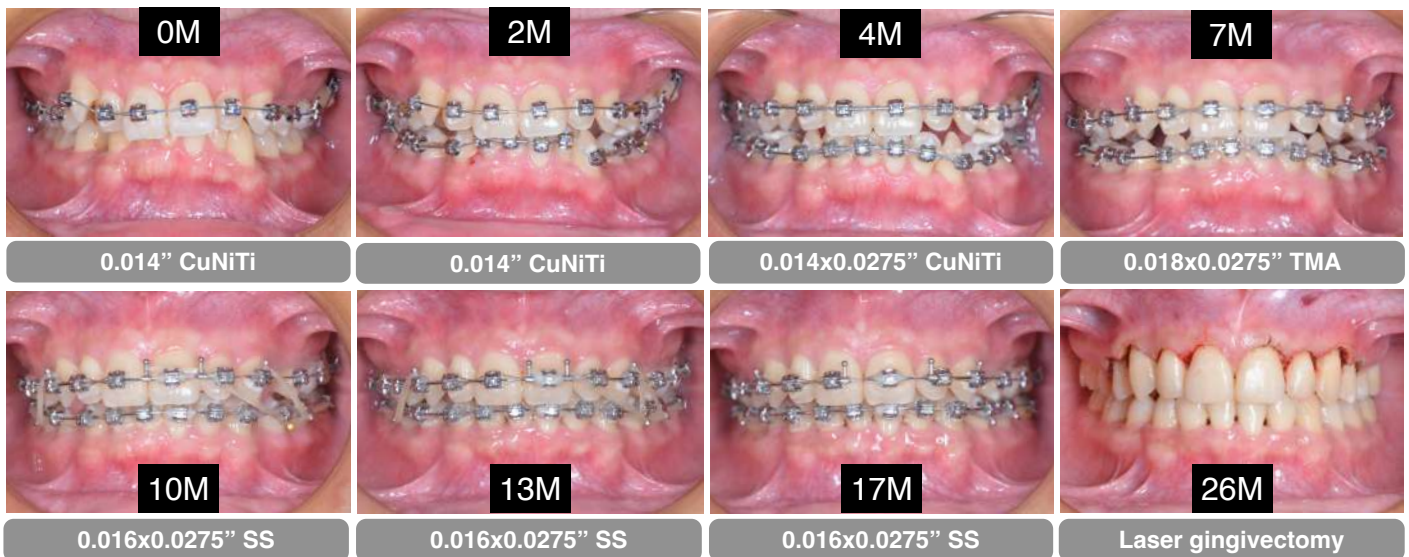 0M
2M
4M
7M
0.014” CuNiTi
0.014” CuNiTi
0.014x0.0275” CuNiTi
0.018x0.0275” TMA
10M
13M
17M
26M
0.016x0.0275” SS
0.016x0.0275” SS
0.016x0.0275” SS
Laser gingivectomy